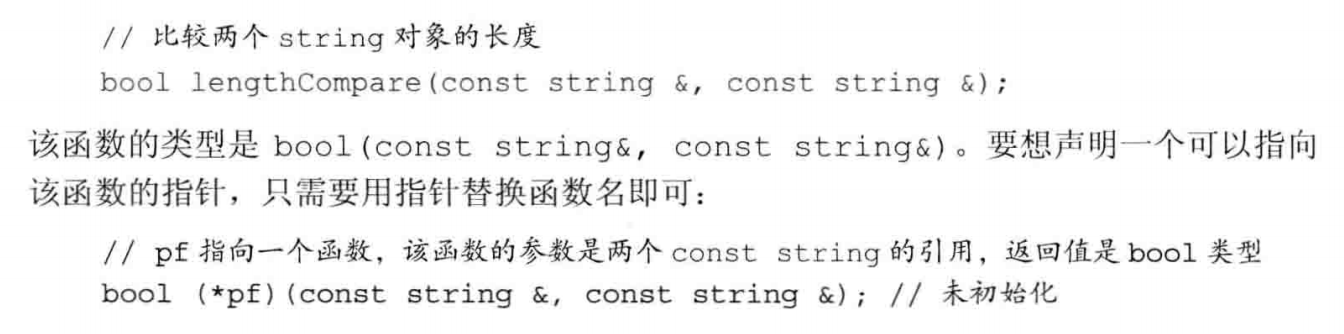 // 比较两个 string 对象的长度
bool lengthCompare(const string &, const string &);
该函数的类型是 bool(const string&, const string&)。要想声明一个可以指向
该函数的指针，只需要用指针替换函数名即可：
// pf 指向一个函数，该函数的参数是两个 const string 的引用，返回值是 bool 类型
bool (*pf)(const string &, const string &); // 未初始化